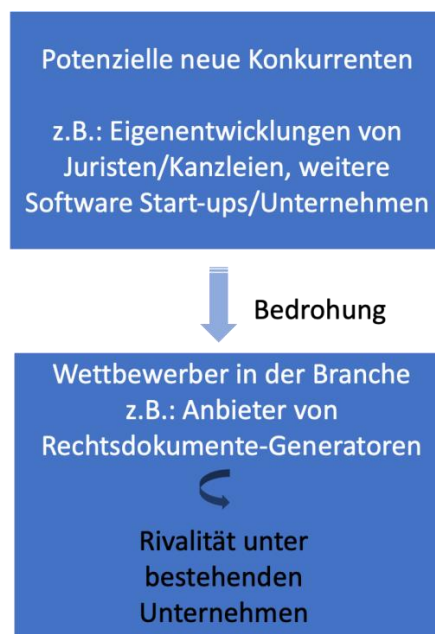 Potenzielle neue Konkurrenten
z.B.: Eigenentwicklungen von
Juristen/Kanzleien, weitere
Software Start-ups/Unternehmen
Bedrohung
Wettbewerber in der Branche
z.B.: Anbieter von
Rechtsdokumente-Generatoren
Rivalität unter
bestehenden
Unternehmen